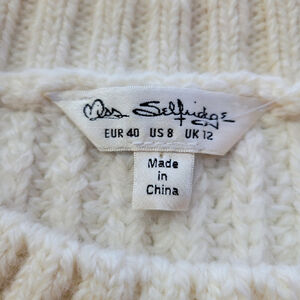 Miss Selfridge
EUR 40 US 8 UK 12
Made
in
China